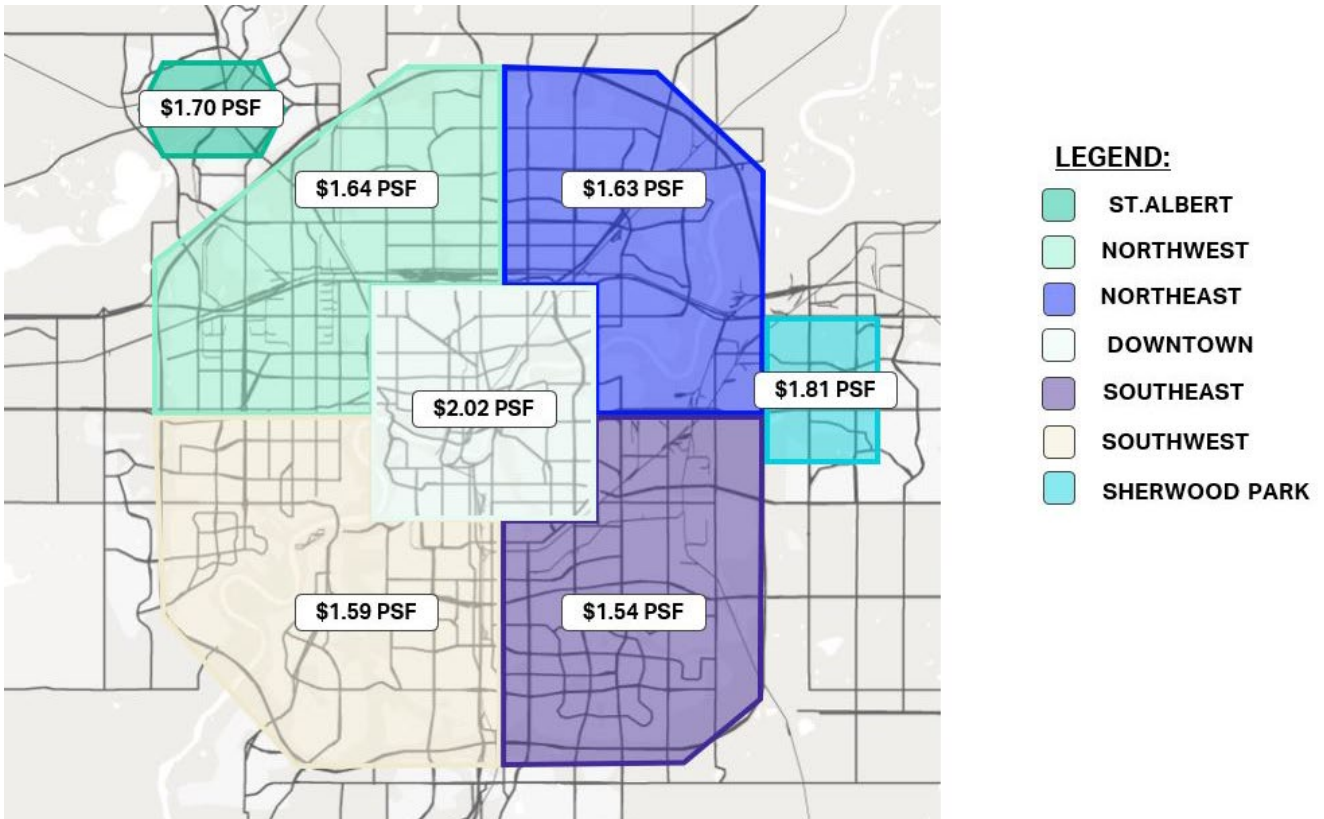 $1.70 PSF
$1.64 PSF
$1.63 PSF
$2.02 PSF
$1.81 PSF
$1.59 PSF
$1.54 PSF
LEGEND:
ST.ALBERT
NORTHWEST
NORTHEAST
DOWNTOWN
SOUTHEAST
SOUTHWEST
SHERWOOD PARK